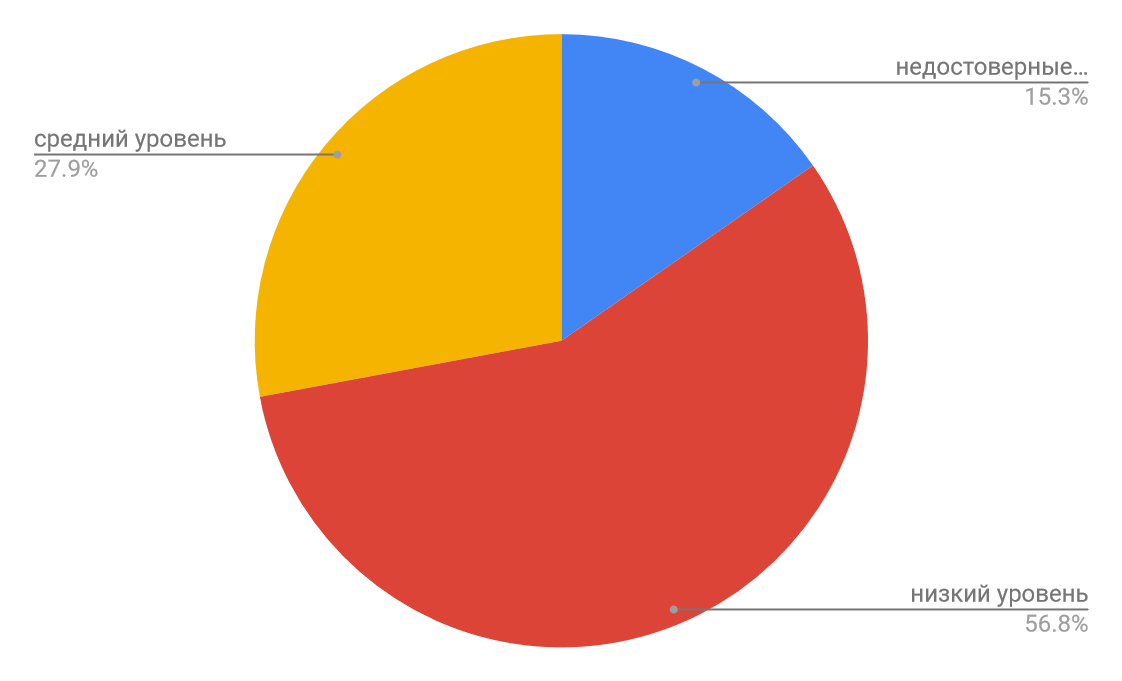 недостоверные…
15.3%
средний уровень
27.9%
низкий уровень
56.8%